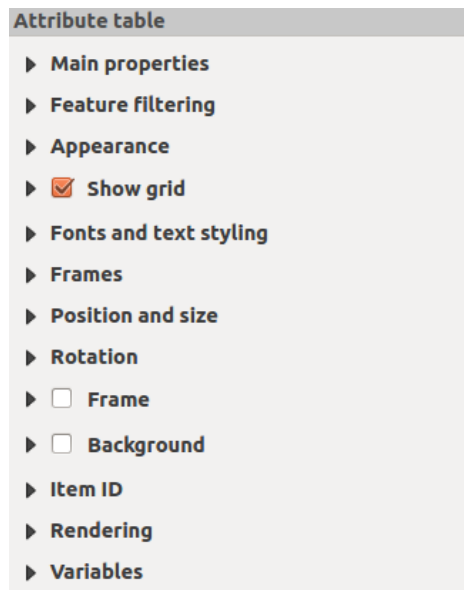 Attribute table
Main properties
Feature filtering
Appearance
Show grid
Fonts and text styling
Frames
Position and size
Rotation
Frame
Background
Item ID
Rendering
Variables